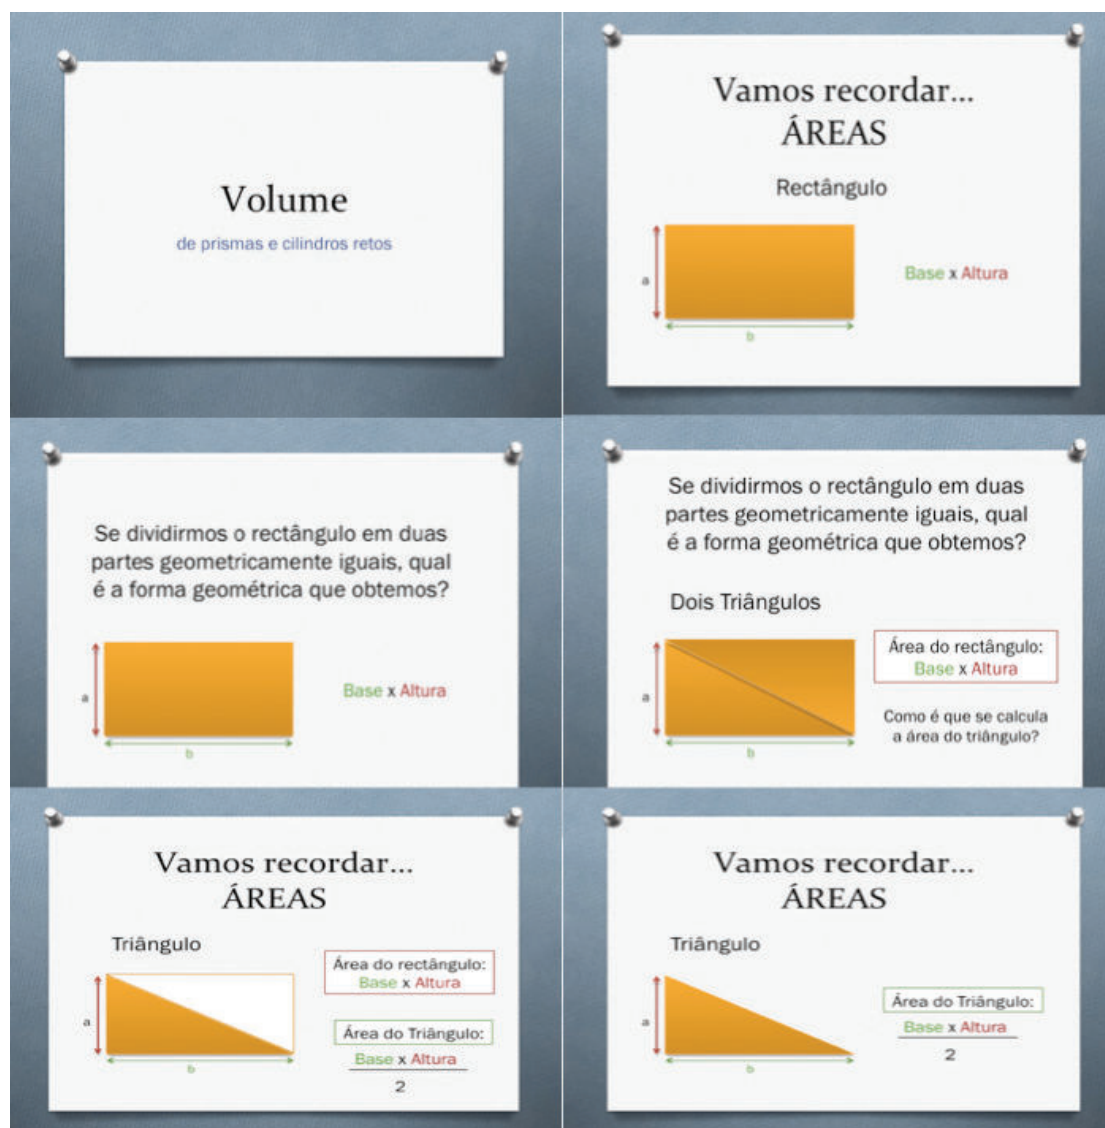 Volume
de prismas e cilindros retos
Vamos recordar...
ÁREAS
Rectângulo
a
b
Base x Altura
Se dividirmos o rectângulo em duas
partes geometricamente iguais, qual
é a forma geométrica que obtemos?
a
b
Base x Altura
Se dividirmos o rectângulo em duas
partes geometricamente iguais, qual
é a forma geométrica que obtemos?
Dois Triângulos
a
b
Área do rectângulo:
Base x Altura
Como é que se calcula
a área do triângulo?
Vamos recordar...
ÁREAS
Triângulo
a
b
Área do rectângulo:
Base x Altura
Área do Triângulo:
Base x Altura
2
Vamos recordar...
ÁREAS
Triângulo
a
b
Área do Triângulo:
Base x Altura
2